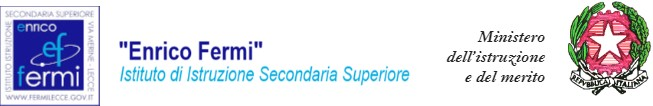 ISTITUTO ISTRUZIONE
SECONDARIA SUPERIORE
VIA MERINE - LECCE
enrico
ef
fermi
WWW.FERMILECCE.GOV.IT
"Enrico Fermi"
Istituto di Istruzione Secondaria Superiore
Ministero
dell'istruzione
e del merito
REPVBBLICA ITALIANA